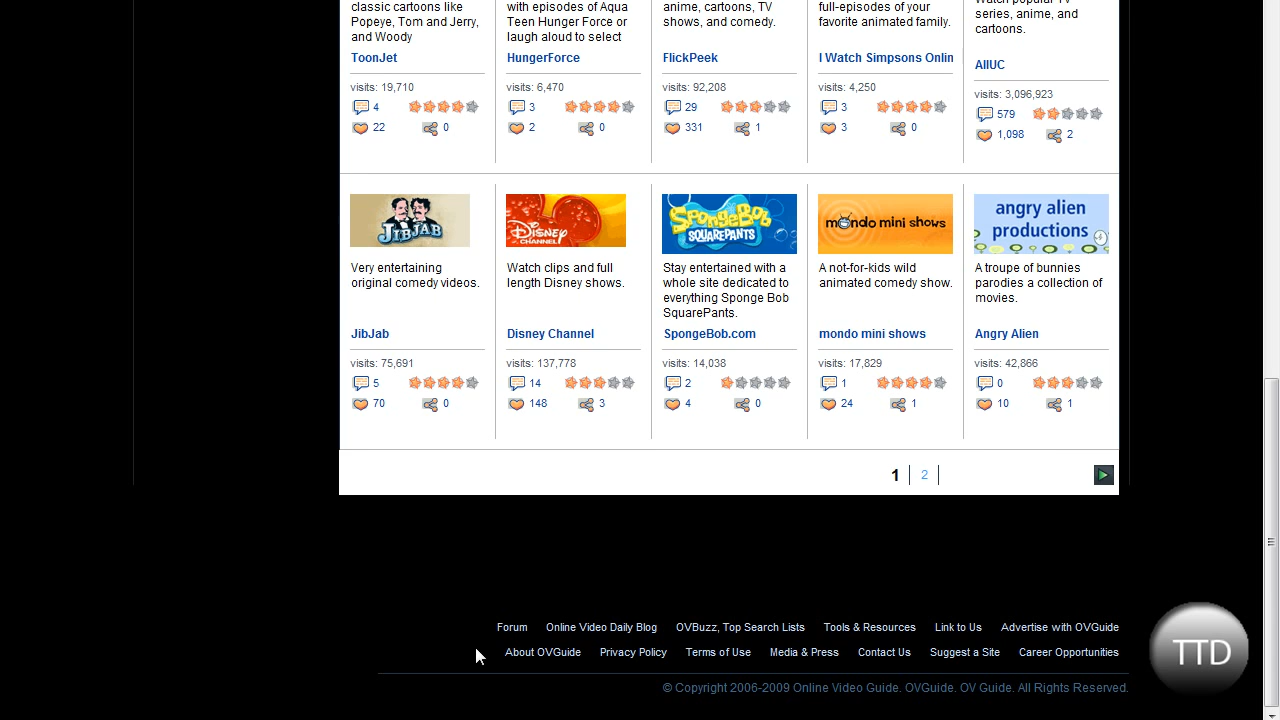 classic cartoons like
Popeye, Tom and Jerry,
and Woody
ToonJet
visits: 19,710
4
22
0
with episodes of Aqua
Teen Hunger Force or
laugh aloud to select
HungerForce
visits: 6,470
3
2
0
anime, cartoons, TV
shows, and comedy.
FlickPeek
visits: 92,208
29
331
1
full-episodes of your
favorite animated family.
I Watch Simpsons Onlin
visits: 4,250
3
3
0
series, anime, and
cartoons.
AllUC
visits: 3,096,923
579
1,098
2
JIBJAB
Very entertaining
original comedy videos.
JibJab
visits: 75,691
5
70
0
Disney
CHANNEL
Watch clips and full
length Disney shows.
Disney Channel
visits: 137,778
14
148
3
SpongeBob
SQUAREPANTS
Stay entertained with a
whole site dedicated to
everything Sponge Bob
SquarePants.
SpongeBob.com
visits: 14,038
2
4
0
mondo mini shows
A not-for-kids wild
animated comedy show.
mondo mini shows
visits: 17,829
1
24
1
angry alien
productions
A troupe of bunnies
parodies a collection of
movies.
Angry Alien
visits: 42,866
0
10
1
1 | 2 |
Forum Online Video Daily Blog OVBuzz, Top Search Lists Tools & Resources Link to Us Advertise with OVGuide
About OVGuide Privacy Policy Terms of Use Media & Press Contact Us Suggest a Site Career Opportunities
© Copyright 2006-2009 Online Video Guide. OVGuide. OV Guide. All Rights Reserved.
TTD